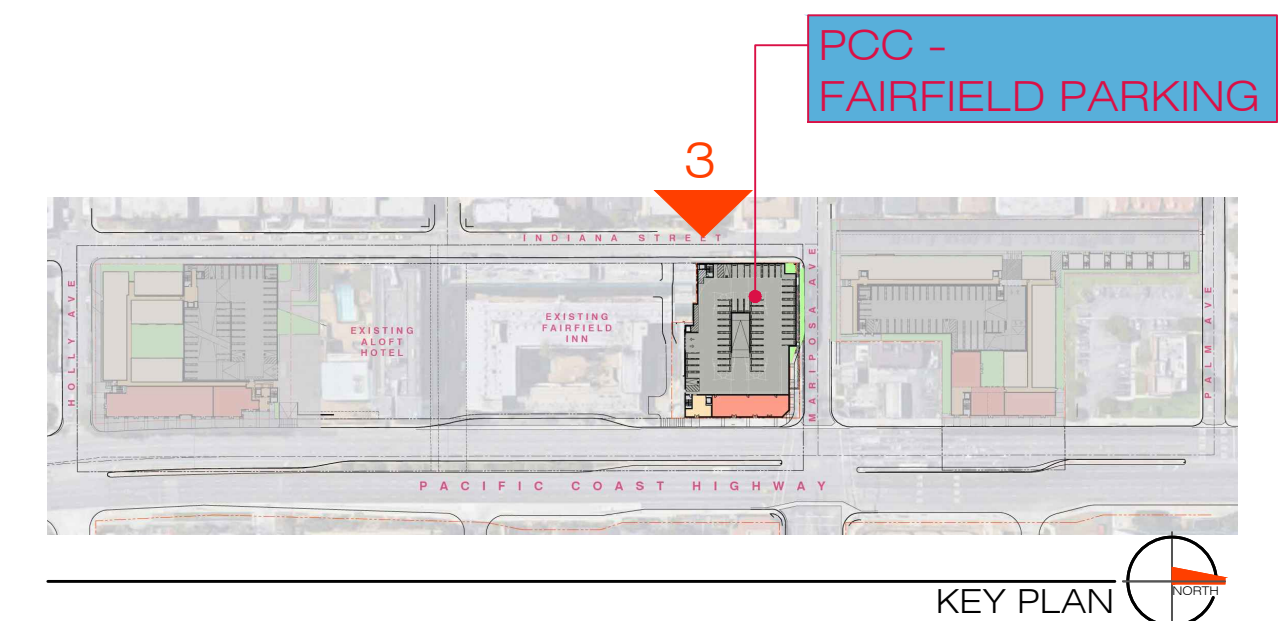 PCC -
FAIRFIELD PARKING
3
INDIANA STREET
HOLLY AVE
EXISTING
ALOFT
HOTEL
EXISTING
FAIRFIELD
INN
MARIPOSA AVE
PALM AVE
PACIFIC COAST HIGHWAY
KEY PLAN
NORTH